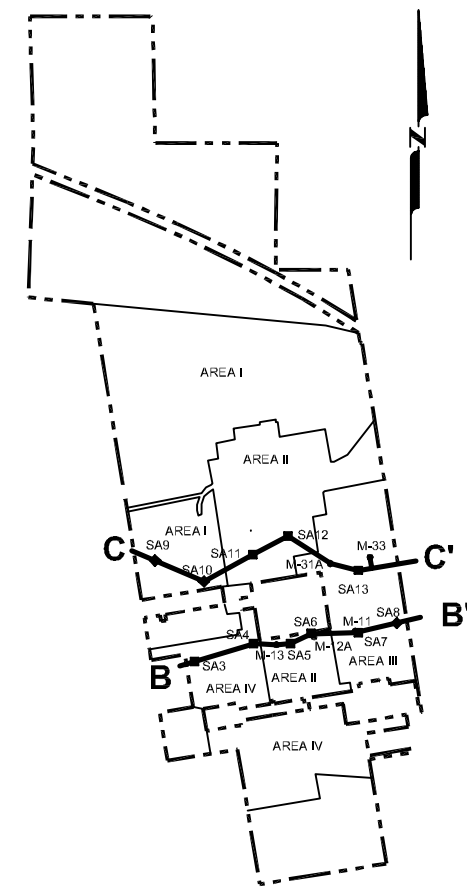 N
AREA I
AREA II
AREA I
C
SA9
SA10
SA11
SA12
M-31A
M-33
SA13
C'
B'
SA8
M-11
SA7
SA6
M-12A
SA5
M-13
SA4
SA3
B
AREA III
AREA II
AREA IV
AREA IV